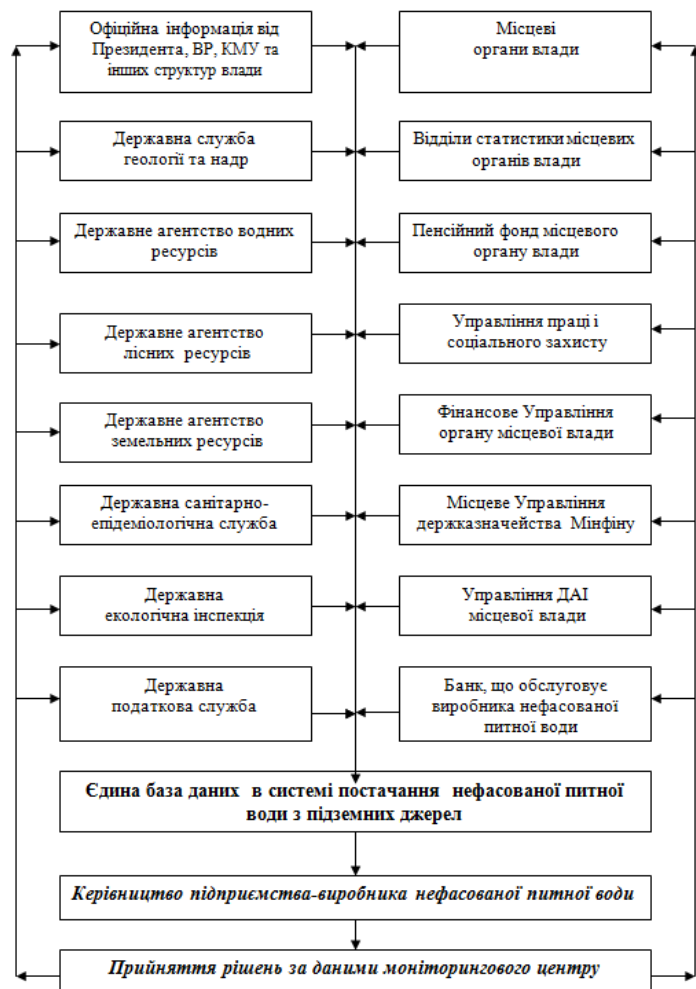 Офіційна інформація від
Президента, ВР, КМУ та
інших структур влади
Місцеві
органи влади
Державна служба
геології та надр
Відділи статистики місцевих
органів влади
Державне агентство водних
ресурсів
Пенсійний фонд місцевого
органу влади
Державне агентство
лісних ресурсів
Управління праці і
соціального захисту
Державне агентство
земельних ресурсів
Фінансове Управління
органу місцевої влади
Державна санітарно-
епідеміологічна служба
Місцеве Управління
держказначейства Мінфіну
Державна
екологічна інспекція
Управління ДАІ
місцевої влади
Державна
податкова служба
Банк, що обслуговує
виробника нефасованої
питної води
Єдина база даних в системі постачання нефасованої питної
води з підземних джерел
Керівництво підприємства-виробника нефасованої питної води
Прийняття рішень за даними моніторингового центру